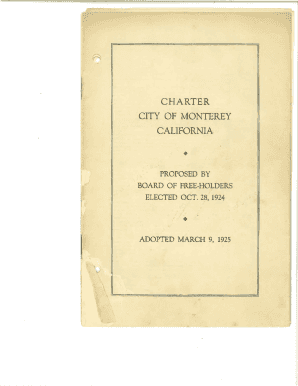 CHARTER
CITY OF MONTEREY
CALIFORNIA
PROPOSED BY
BOARD OF FREE-HOLDERS
ELECTED OCT. 28, 1924
ADOPTED MARCH 9, 1925